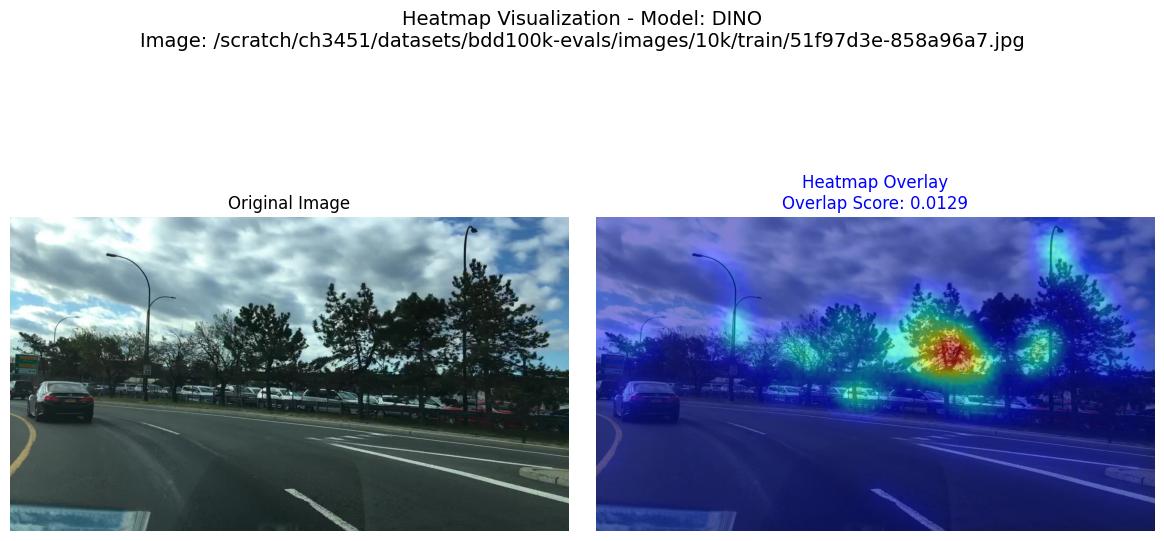 Heatmap Visualization - Model: DINO
Image: /scratch/ch3451/datasets/bdd100k-evals/images/10k/train/51f97d3e-858a96a7.jpg
Original Image
Heatmap Overlay
Overlap Score: 0.0129